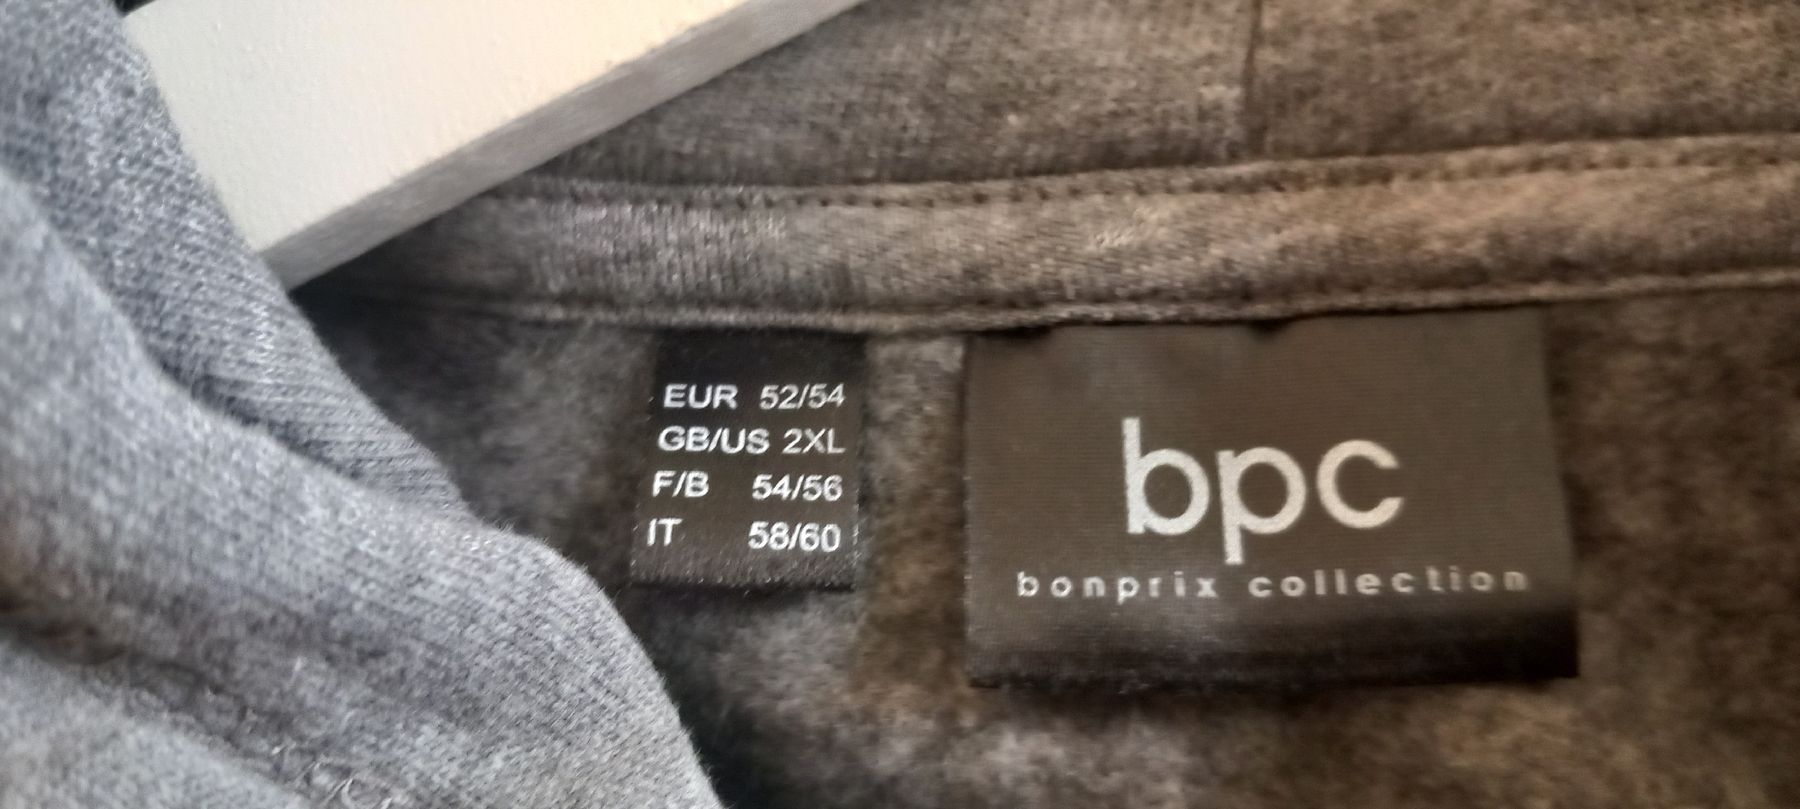 EUR 52/54
GB/US 2XL
F/B 54/56
IT 58/60
bpc
bonprix collection